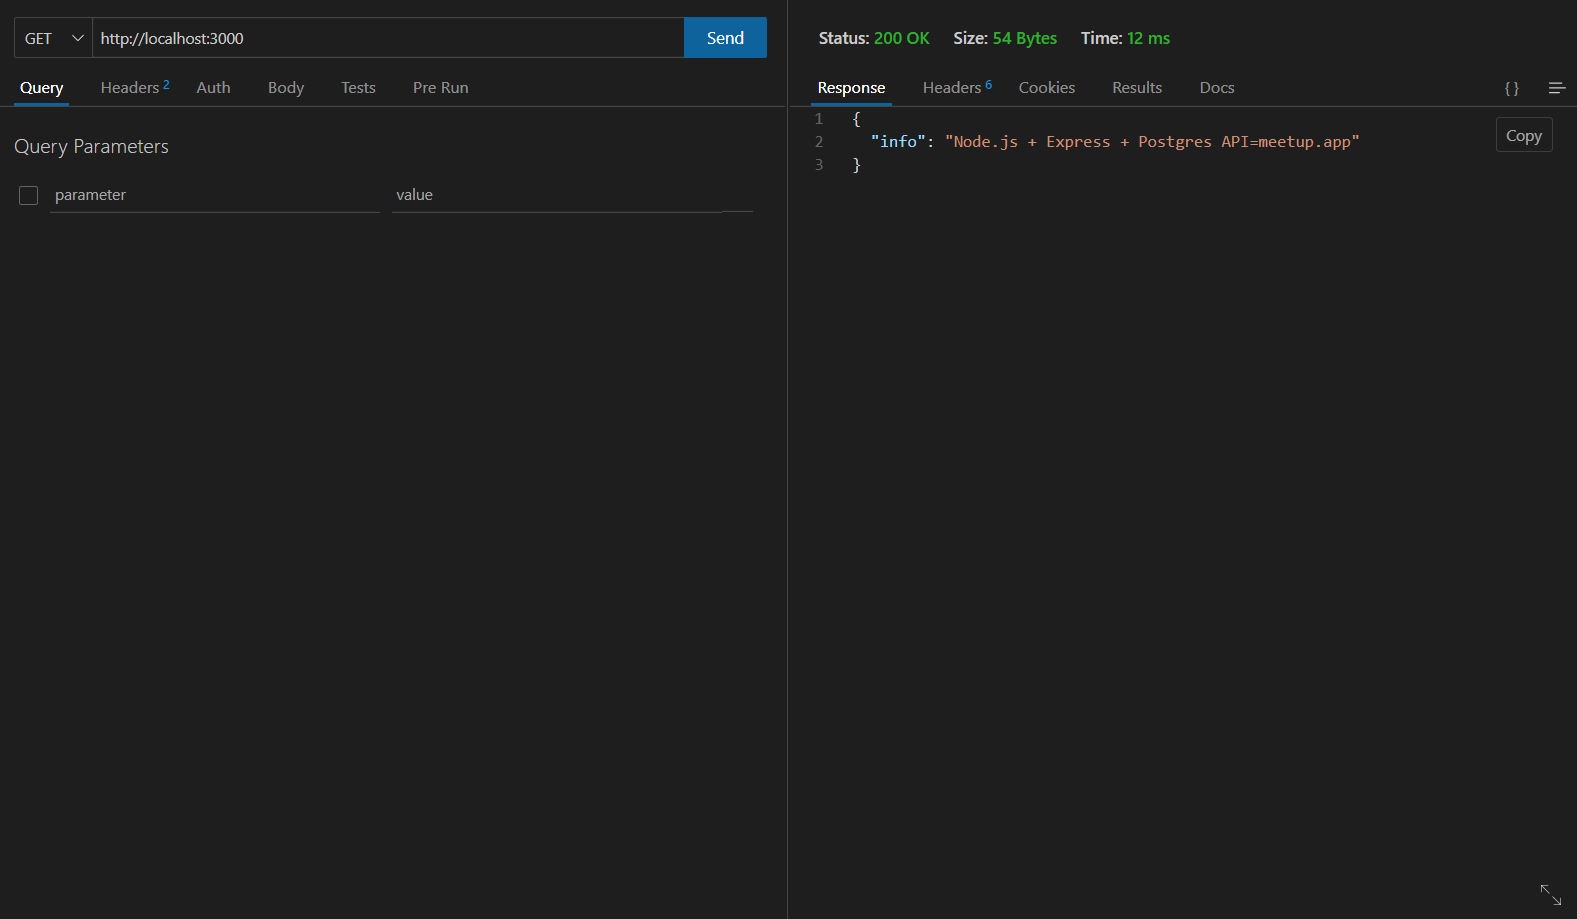 GET http://localhost:3000 Send
Query Headers 2 Auth Body Tests Pre Run
Query Parameters
parameter value
Status: 200 OK Size: 54 Bytes Time: 12 ms
Response Headers 6 Cookies Results Docs { }
1 {
2 "info": "Node.js + Express + Postgres API=meetup.app"
3 }
Copy